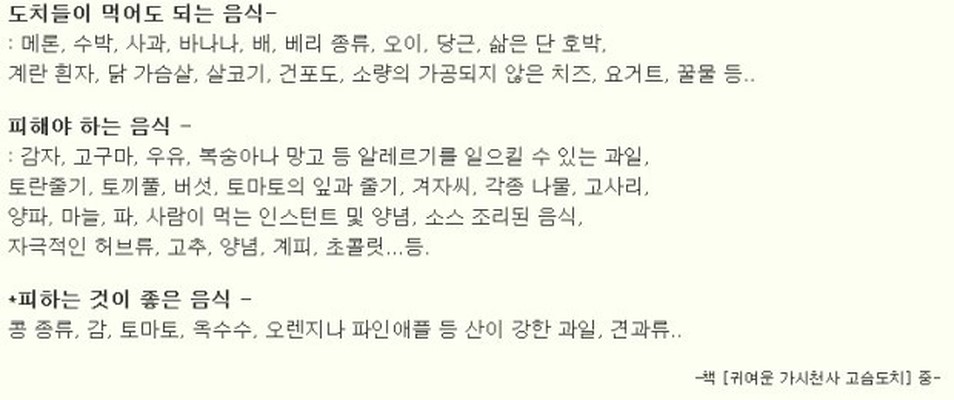 도치들이 먹어도 되는 음식-
: 메론, 수박, 사과, 바나나, 배, 베리 종류, 오이, 당근, 삶은 단 호박,
계란 흰자, 닭 가슴살, 살코기, 건포도, 소량의 가공되지 않은 치즈, 요거트, 꿀물 등..
피해야 하는 음식 -
: 감자, 고구마, 우유, 복숭아나 망고 등 알레르기를 일으킬 수 있는 과일,
토란줄기, 토끼풀, 버섯, 토마토의 잎과 줄기, 겨자씨, 각종 나물, 고사리,
양파, 마늘, 파, 사람이 먹는 인스턴트 및 양념, 소스 조리된 음식,
자극적인 허브류, 고추, 양념, 계피, 초콜릿...등.
*피하는 것이 좋은 음식 -
콩 종류, 감, 토마토, 옥수수, 오렌지나 파인애플 등 산이 강한 과일, 견과류..
-책 [귀여운 가시천사 고슴도치] 중-